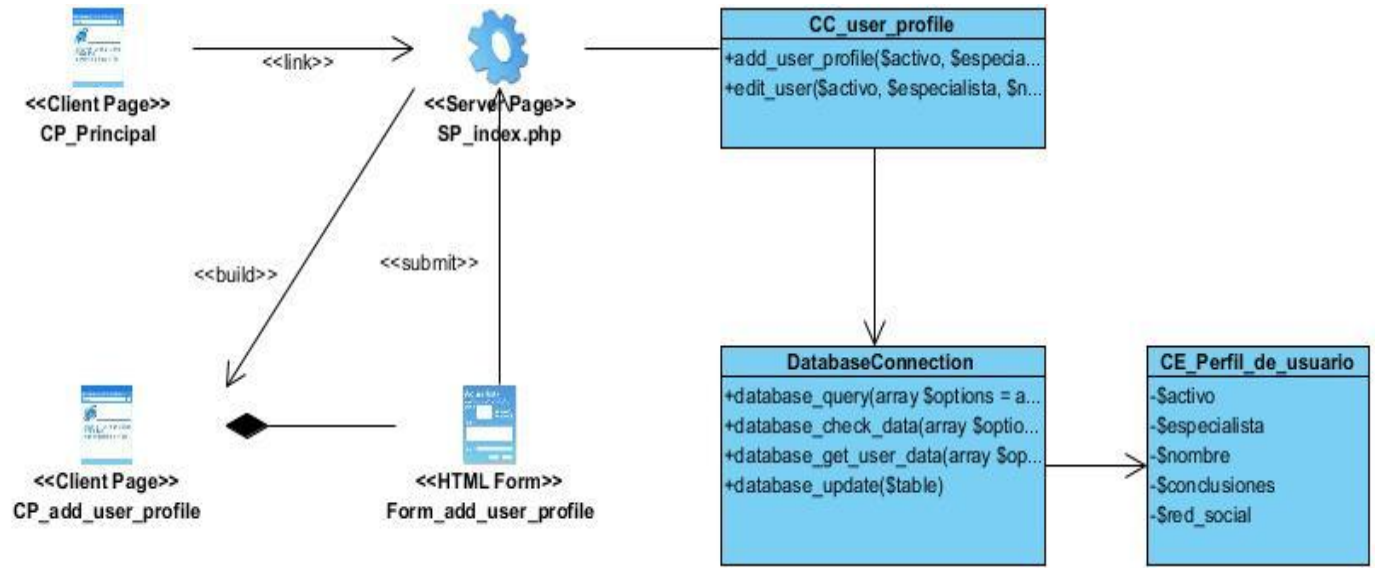 <<link>>
<<Client Page>>
CP_Principal
<<Server Page>>
SP_index.php
CC_user_profile
+add_user_profile($activo, $especia...
+edit_user($activo, $especialista, $n...
<<build>>
<<submit>>
<<Client Page>>
CP_add_user_profile
<<HTML Form>>
Form_add_user_profile
DatabaseConnection
+database_query(array $options = a...
+database_check_data(array $optio...
+database_get_user_data(array $op...
+database_update($table)
CE_Perfil_de_usuario
-$activo
-$especialista
-$nombre
-$conclusiones
-$red_social